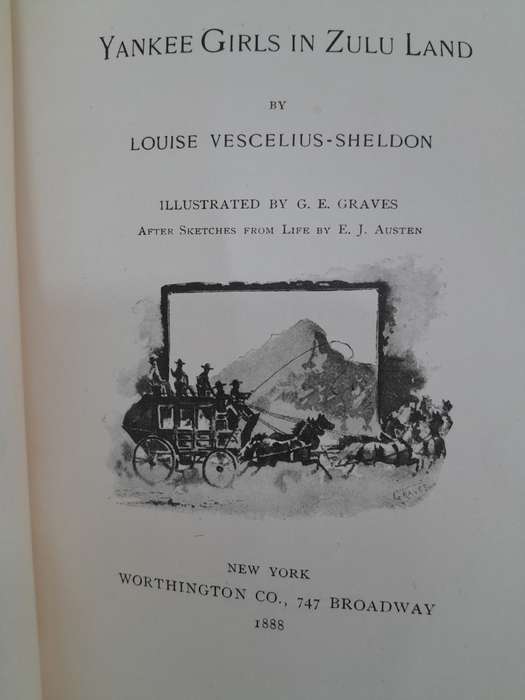 YANKEE GIRLS IN ZULU LAND
BY
LOUISE VESCELIUS-SHELDON
ILLUSTRATED BY G. E. GRAVES
AFTER SKETCHES FROM LIFE BY E. J. AUSTEN
GRAVES
NEW YORK
WORTHINGTON CO., 747 BROADWAY
1888